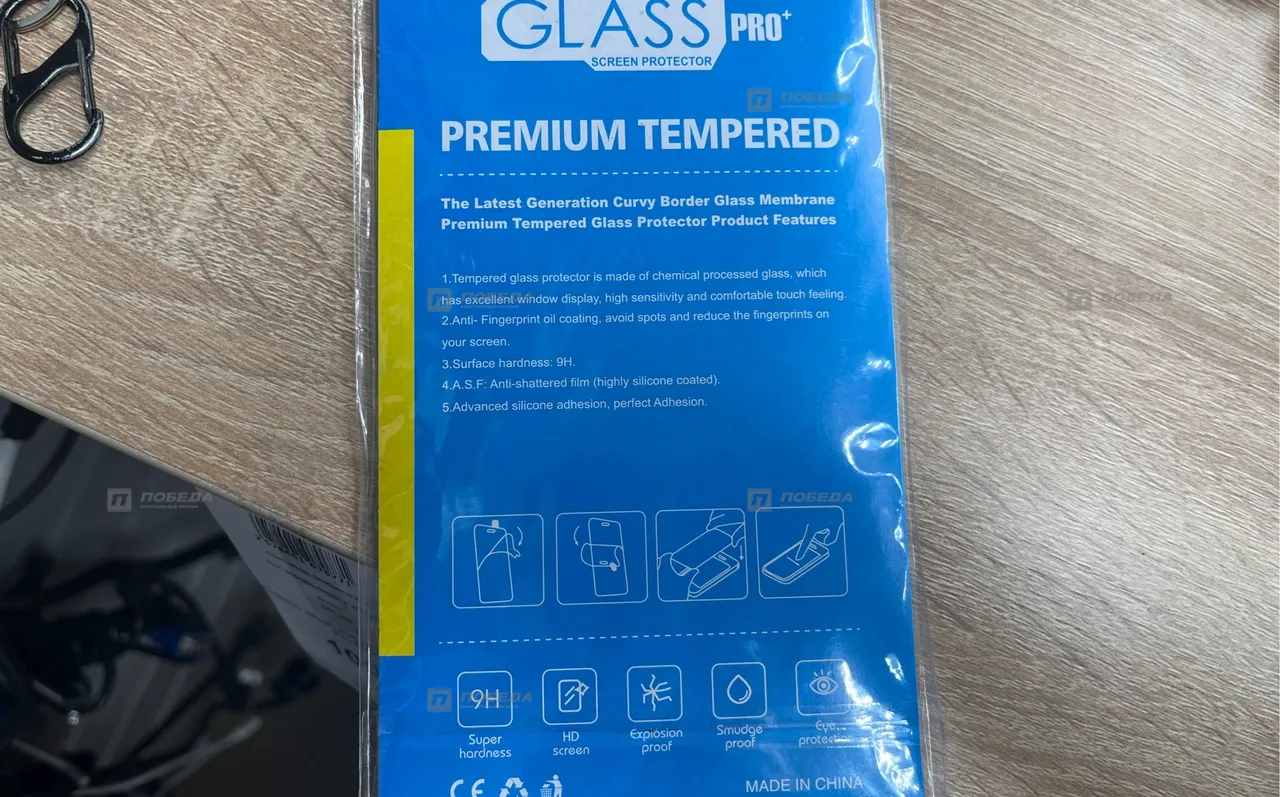 GLASS PRO+
SCREEN PROTECTOR
PREMIUM TEMPERED
The Latest Generation Curvy Border Glass Membrane
Premium Tempered Glass Protector Product Features
1.Tempered glass protector is made of chemical processed glass, which
has excellent window display, high sensitivity and comfortable touch feeling.
2.Anti- Fingerprint oil coating, avoid spots and reduce the fingerprints on
your screen.
3.Surface hardness: 9H.
4.A.S.F: Anti-shattered film (highly silicone coated).
5.Advanced silicone adhesion, perfect Adhesion.
9H
Super
hardness
HD
screen
Explosion
proof
Smudge
proof
Eye
protection
CE
MADE IN CHINA
ПОБЕДА
ПОБЕДА
ПОБЕДА
ПОБЕДА
ПОБЕДА
ПОБЕДА